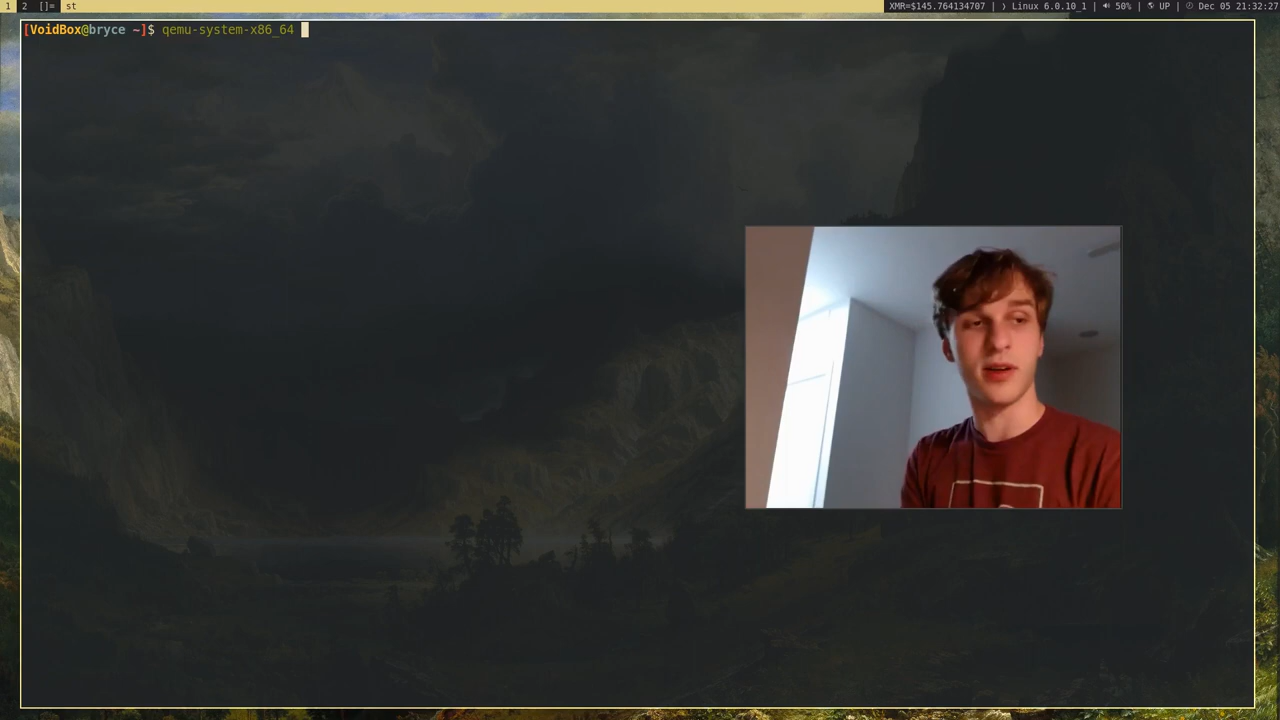 1 2 []= st XMR=$145.764134707 | ❯ Linux 6.0.10_1 | 🔊 50% | 🌎 UP | 🕗 Dec 05 21:32:27
[VoidBox@bryce ~]$ qemu-system-x86_64